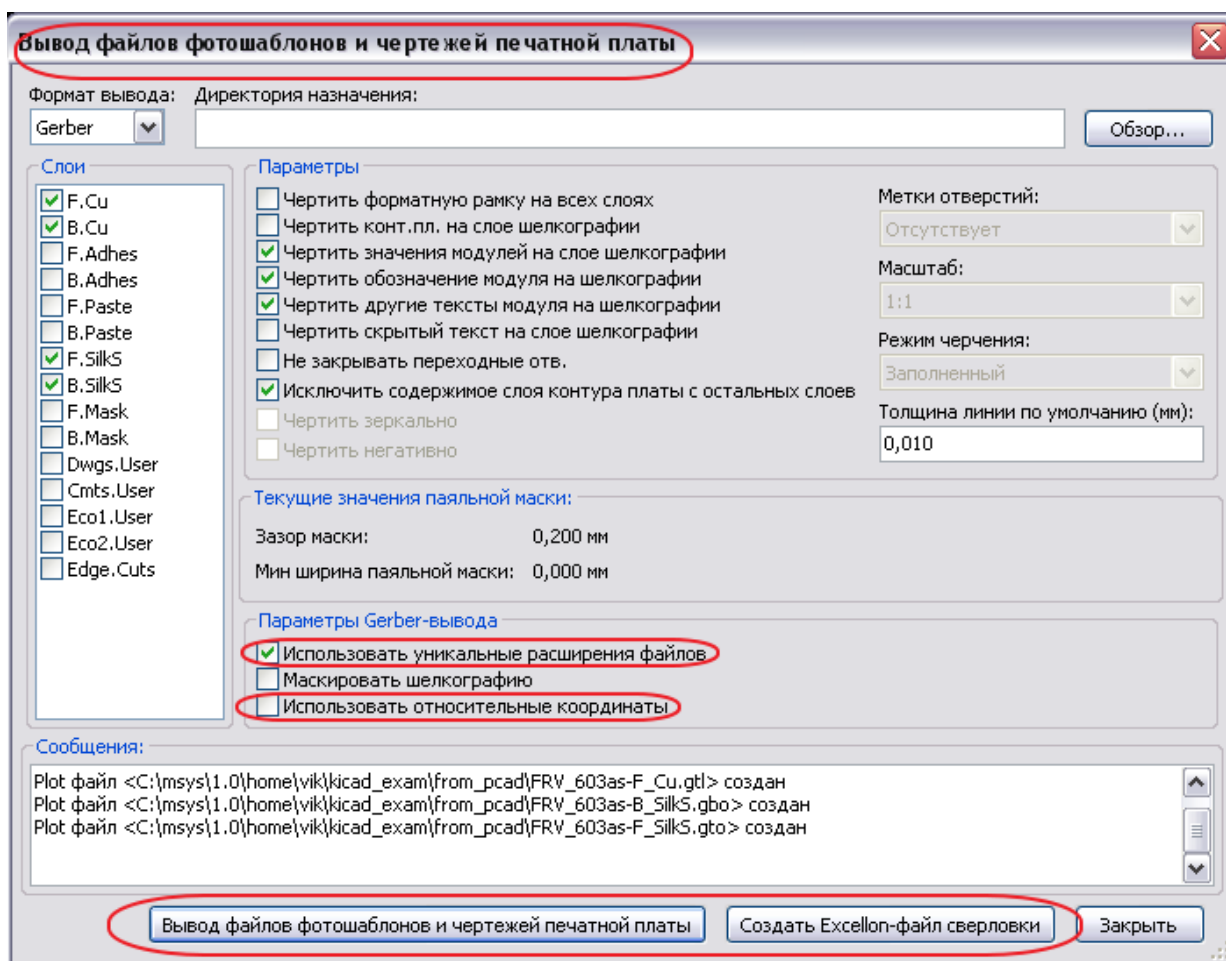 Вывод файлов фотошаблонов и чертежей печатной платы
Формат вывода:
Директория назначения:
Gerber
Обзор...
Слои
F.Cu
B.Cu
F.Adhes
B.Adhes
F.Paste
B.Paste
F.SilkS
B.SilkS
F.Mask
B.Mask
Dwgs.User
Cmts.User
Eco1.User
Eco2.User
Edge.Cuts
Параметры
Чертить форматную рамку на всех слоях
Чертить конт.пл. на слое шелкографии
Чертить значения модулей на слое шелкографии
Чертить обозначение модуля на шелкографии
Чертить другие тексты модуля на шелкографии
Чертить скрытый текст на слое шелкографии
Не закрывать переходные отв.
Исключить содержимое слоя контура платы с остальных слоев
Чертить зеркально
Чертить негативно
Метки отверстий:
Отсутствует
Масштаб:
1:1
Режим черчения:
Заполненный
Толщина линии по умолчанию (мм):
0,010
Текущие значения паяльной маски:
Зазор маски: 0,200 мм
Мин ширина паяльной маски: 0,000 мм
Параметры Gerber-вывода
Использовать уникальные расширения файлов
Маскировать шелкографию
Использовать относительные координаты
Сообщения:
Plot файл <C:\msys\1.0\home\vik\kicad_exam\from_pcad\FRV_603as-F_Cu.gtl> создан
Plot файл <C:\msys\1.0\home\vik\kicad_exam\from_pcad\FRV_603as-B_SilkS.gbo> создан
Plot файл <C:\msys\1.0\home\vik\kicad_exam\from_pcad\FRV_603as-F_SilkS.gto> создан
Вывод файлов фотошаблонов и чертежей печатной платы
Создать Excellon-файл сверловки
Закрыть